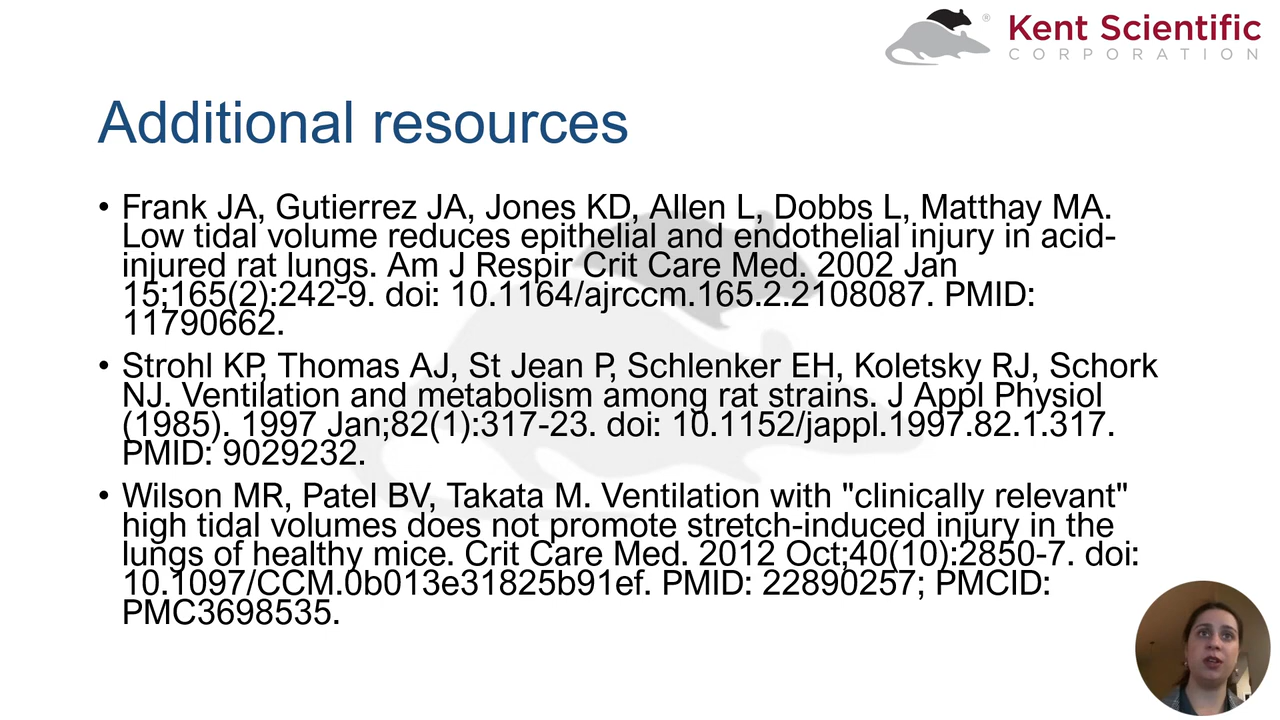 Kent Scientific
CORPORATION
Additional resources
• Frank JA, Gutierrez JA, Jones KD, Allen L, Dobbs L, Matthay MA.
Low tidal volume reduces epithelial and endothelial injury in acid-
injured rat lungs. Am J Respir Crit Care Med. 2002 Jan
15;165(2):242-9. doi: 10.1164/ajrccm.165.2.2108087. PMID:
11790662.
• Strohl KP, Thomas AJ, St Jean P, Schlenker EH, Koletsky RJ, Schork
NJ. Ventilation and metabolism among rat strains. J Appl Physiol
(1985). 1997 Jan;82(1):317-23. doi: 10.1152/jappl.1997.82.1.317.
PMID: 9029232.
• Wilson MR, Patel BV, Takata M. Ventilation with "clinically relevant"
high tidal volumes does not promote stretch-induced injury in the
lungs of healthy mice. Crit Care Med. 2012 Oct;40(10):2850-7. doi:
10.1097/CCM.0b013e31825b91ef. PMID: 22890257; PMCID:
PMC3698535.